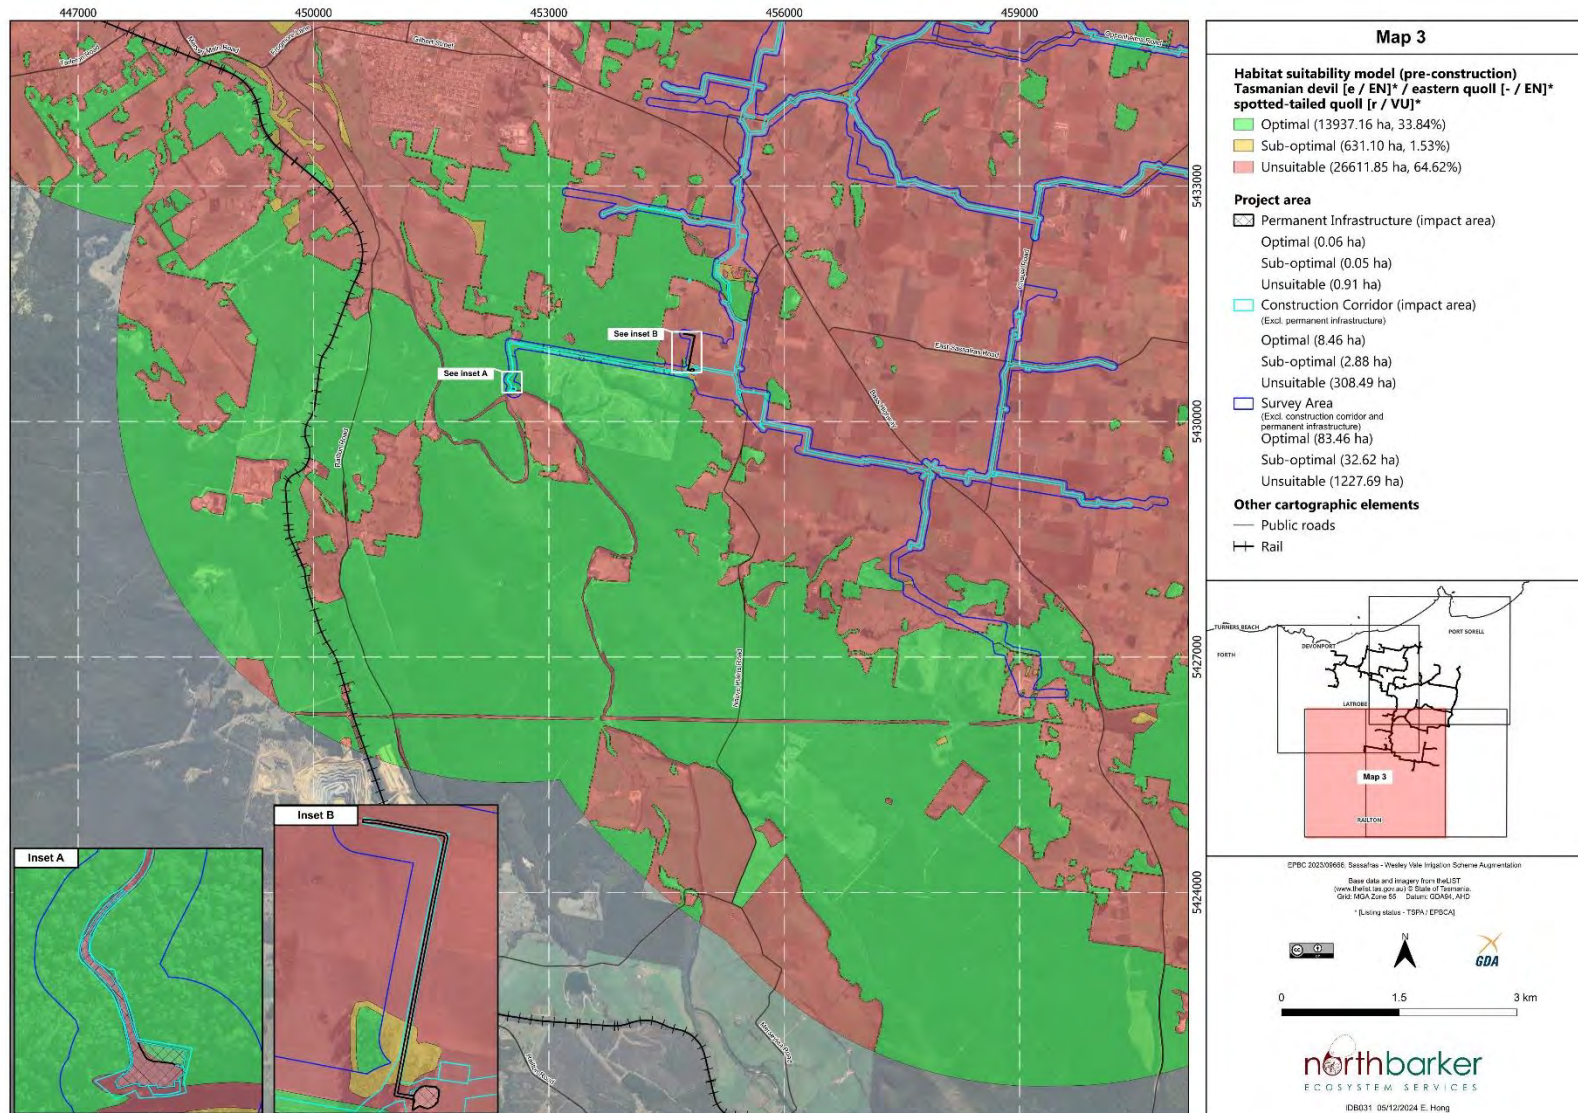 447000
450000
453000
456000
459000
5433000
5430000
5427000
5424000
Gilbert Street
Bass Highway
East Sassafras Road
Railton Road
Native Plains Road
See inset A
See inset B
Inset A
Inset B
Map 3
Habitat suitability model (pre-construction)
Tasmanian devil [e / EN]* / eastern quoll [- / EN]*
spotted-tailed quoll [r / VU]*
Optimal (13937.16 ha, 33.84%)
Sub-optimal (631.10 ha, 1.53%)
Unsuitable (26611.85 ha, 64.62%)
Project area
Permanent Infrastructure (impact area)
Optimal (0.06 ha)
Sub-optimal (0.05 ha)
Unsuitable (0.91 ha)
Construction Corridor (impact area)
(Excl. permanent infrastructure)
Optimal (8.46 ha)
Sub-optimal (2.88 ha)
Unsuitable (308.49 ha)
Survey Area
(Excl. construction corridor and
permanent infrastructure)
Optimal (83.46 ha)
Sub-optimal (32.62 ha)
Unsuitable (1227.69 ha)
Other cartographic elements
Public roads
Rail
TURNERS BEACH
PORT SORELL
DEVONPORT
FORTH
LATROBE
Map 3
RAILTON
EPBC 2023/09666: Sassafras - Wesley Vale Irrigation Scheme Augmentation
Base data and imagery from theLIST
(www.thelist.tas.gov.au) © State of Tasmania.
Grid: MGA Zone 55 Datum: GDA94, AHD
* [Listing status - TSPA / EPBCA]
N
GDA
0 1.5 3 km
northbarker
ECOSYSTEM SERVICES
IDB031 05/12/2024 E. Hong